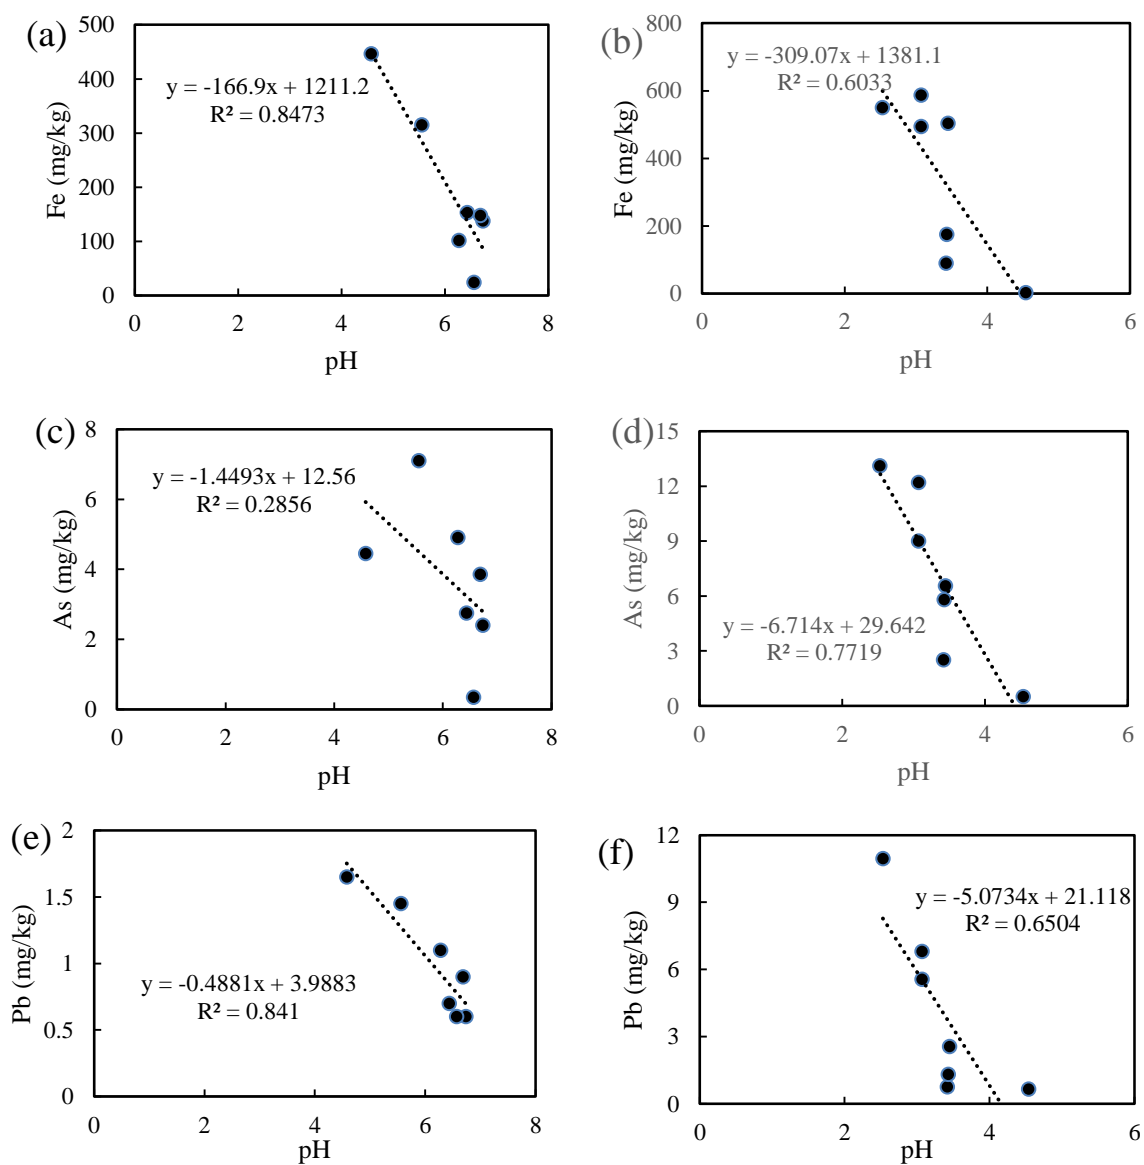 (a)
500
400
300
200
100
0
Fe (mg/kg)
y = -166.9x + 1211.2
R² = 0.8473
0 2 4 6 8
pH
(b)
800
600
400
200
0
Fe (mg/kg)
y = -309.07x + 1381.1
R² = 0.6033
0 2 4 6
pH
(c)
8
6
4
2
0
As (mg/kg)
y = -1.4493x + 12.56
R² = 0.2856
0 2 4 6 8
pH
(d)
15
12
9
6
3
0
As (mg/kg)
y = -6.714x + 29.642
R² = 0.7719
0 2 4 6
pH
(e)
2
1.5
1
0.5
0
Pb (mg/kg)
y = -0.4881x + 3.9883
R² = 0.841
0 2 4 6 8
pH
(f)
12
9
6
3
0
Pb (mg/kg)
y = -5.0734x + 21.118
R² = 0.6504
0 2 4 6
pH